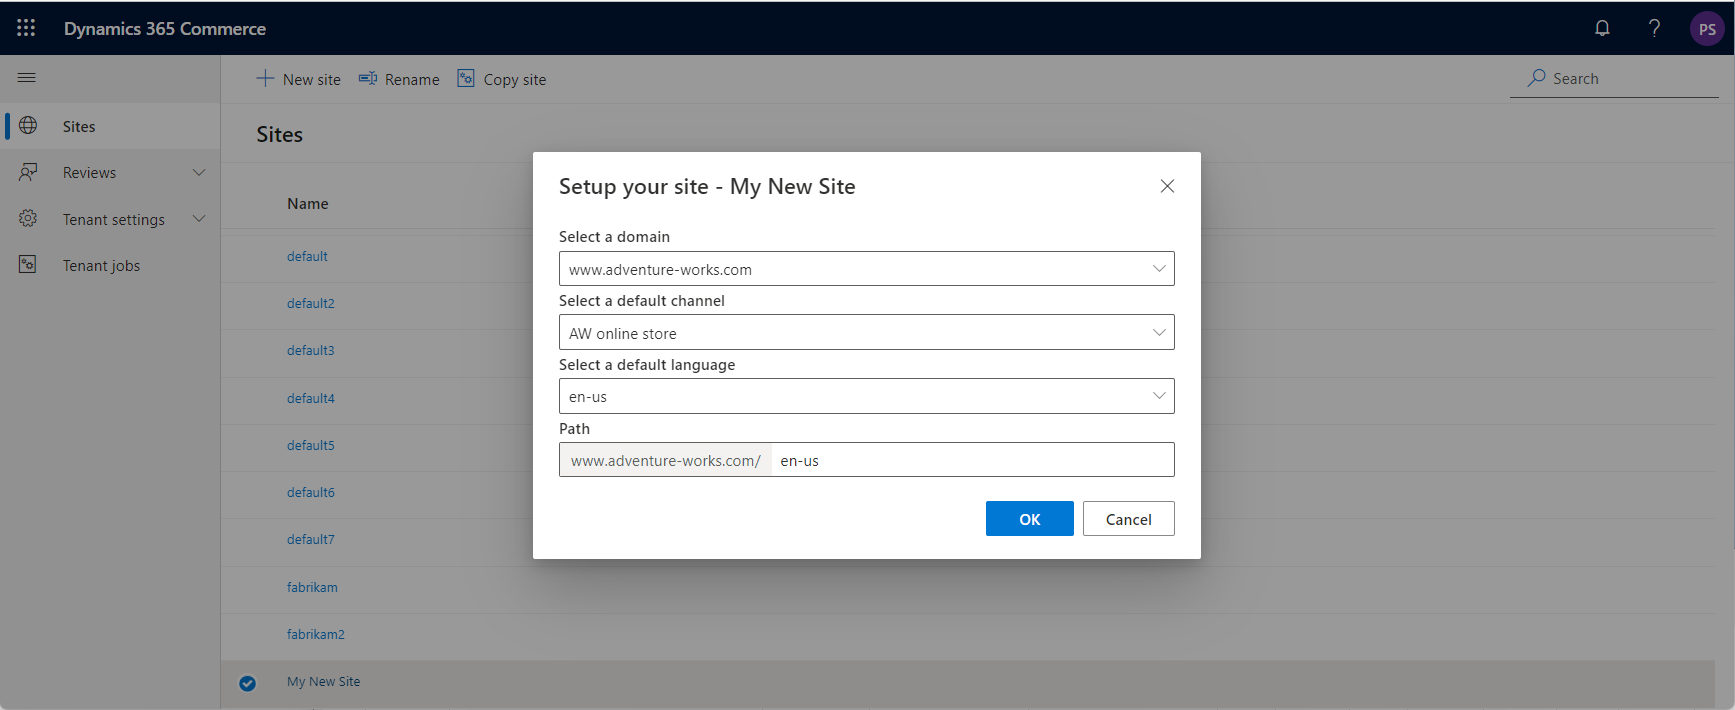 Dynamics 365 Commerce
?
PS
New site
Rename
Copy site
Search
Sites
Reviews
Tenant settings
Tenant jobs
Sites
Name
default
default2
default3
default4
default5
default6
default7
fabrikam
fabrikam2
My New Site
Setup your site - My New Site
Select a domain
www.adventure-works.com
Select a default channel
AW online store
Select a default language
en-us
Path
www.adventure-works.com/ en-us
OK
Cancel